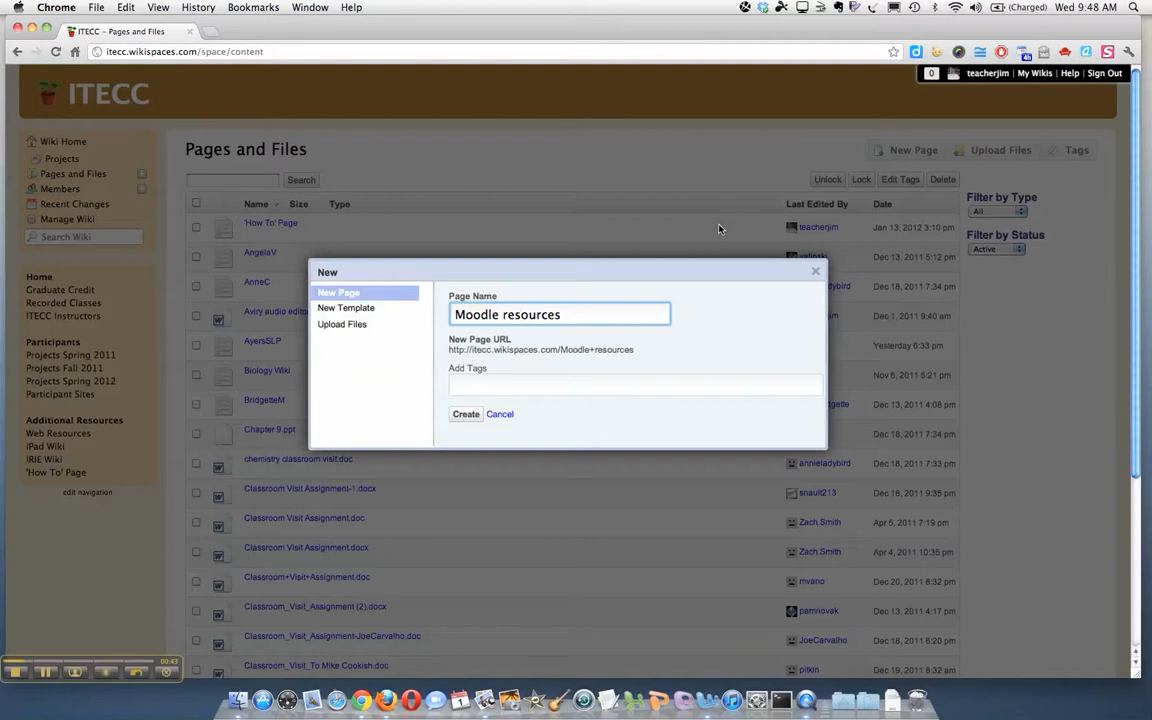 Chrome File Edit View History Bookmarks Window Help (Charged) Wed 9:48 AM
ITECC - Pages and Files
itecc.wikispaces.com/space/content
0 teacherjim | My Wikis | Help | Sign Out
ITECC
Wiki Home
Projects
Pages and Files
Members
Recent Changes
Manage Wiki
Search Wiki
Home
Graduate Credit
Recorded Classes
ITECC Instructors
Participants
Projects Spring 2011
Projects Fall 2011
Projects Spring 2012
Participant Sites
Additional Resources
Web Resources
iPad Wiki
iRIE Wiki
'How To' Page
edit navigation
Pages and Files
New Page Upload Files Tags
Search Unlock Lock Edit Tags Delete
Name Size Type Last Edited By Date
'How To' Page teacherjim Jan 13, 2012 3:10 pm
AngelaV Dec 13, 2011 5:12 pm
AnneC Dec 13, 2011 7:34 pm
Aviry audio Dec 1, 2011 9:40 am
AyersSLP Yesterday 6:33 pm
Biology Wiki Nov 6, 2011 5:21 pm
BridgetteM Dec 13, 2011 4:08 pm
Chapter 9.ppt Dec 18, 2011 7:34 pm
chemistry classroom visit.doc annieladybird Dec 18, 2011 7:33 pm
Classroom Visit Assignment-1.docx snault213 Dec 18, 2011 9:35 pm
Classroom Visit Assignment.doc Zach.Smith Apr 5, 2011 7:19 pm
Classroom Visit Assignment.doc Zach.Smith Apr 4, 2011 10:35 pm
Classroom+Visit+Assignment.doc mvano Dec 20, 2011 8:32 pm
Classroom_Visit_Assignment (2).docx pamnovak Dec 13, 2011 4:17 pm
Classroom_Visit_Assignment-JoeCarvalho.doc JoeCarvalho Dec 18, 2011 6:20 pm
Classroom_Visit_To Mike Cookish.doc pitkin Dec 19, 2011 8:32 am
Filter by Type
All
Filter by Status
Active
New
New Page
New Template
Upload Files
Page Name
Moodle resources
New Page URL
http://itecc.wikispaces.com/Moodle+resources
Add Tags
Create Cancel
00:43